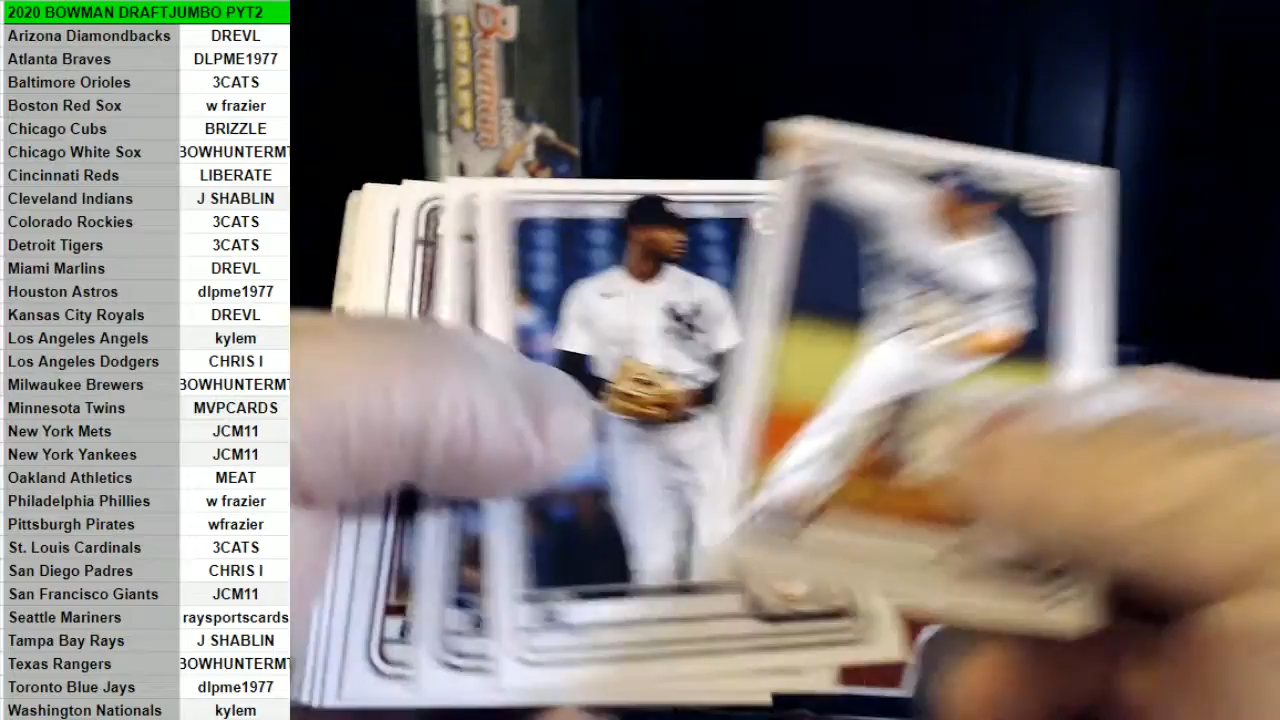 2020 BOWMAN DRAFTJUMBO PYT2
Arizona Diamondbacks DREVL
Atlanta Braves DLPME1977
Baltimore Orioles 3CATS
Boston Red Sox w frazier
Chicago Cubs BRIZZLE
Chicago White Sox BOWHUNTERMT
Cincinnati Reds LIBERATE
Cleveland Indians J SHABLIN
Colorado Rockies 3CATS
Detroit Tigers 3CATS
Miami Marlins DREVL
Houston Astros dlpme1977
Kansas City Royals DREVL
Los Angeles Angels kylem
Los Angeles Dodgers CHRIS I
Milwaukee Brewers BOWHUNTERMT
Minnesota Twins MVPCARDS
New York Mets JCM11
New York Yankees JCM11
Oakland Athletics MEAT
Philadelphia Phillies w frazier
Pittsburgh Pirates wfrazier
St. Louis Cardinals 3CATS
San Diego Padres CHRIS I
San Francisco Giants JCM11
Seattle Mariners raysportscards
Tampa Bay Rays J SHABLIN
Texas Rangers BOWHUNTERMT
Toronto Blue Jays dlpme1977
Washington Nationals kylem
Bowman
DRAFT